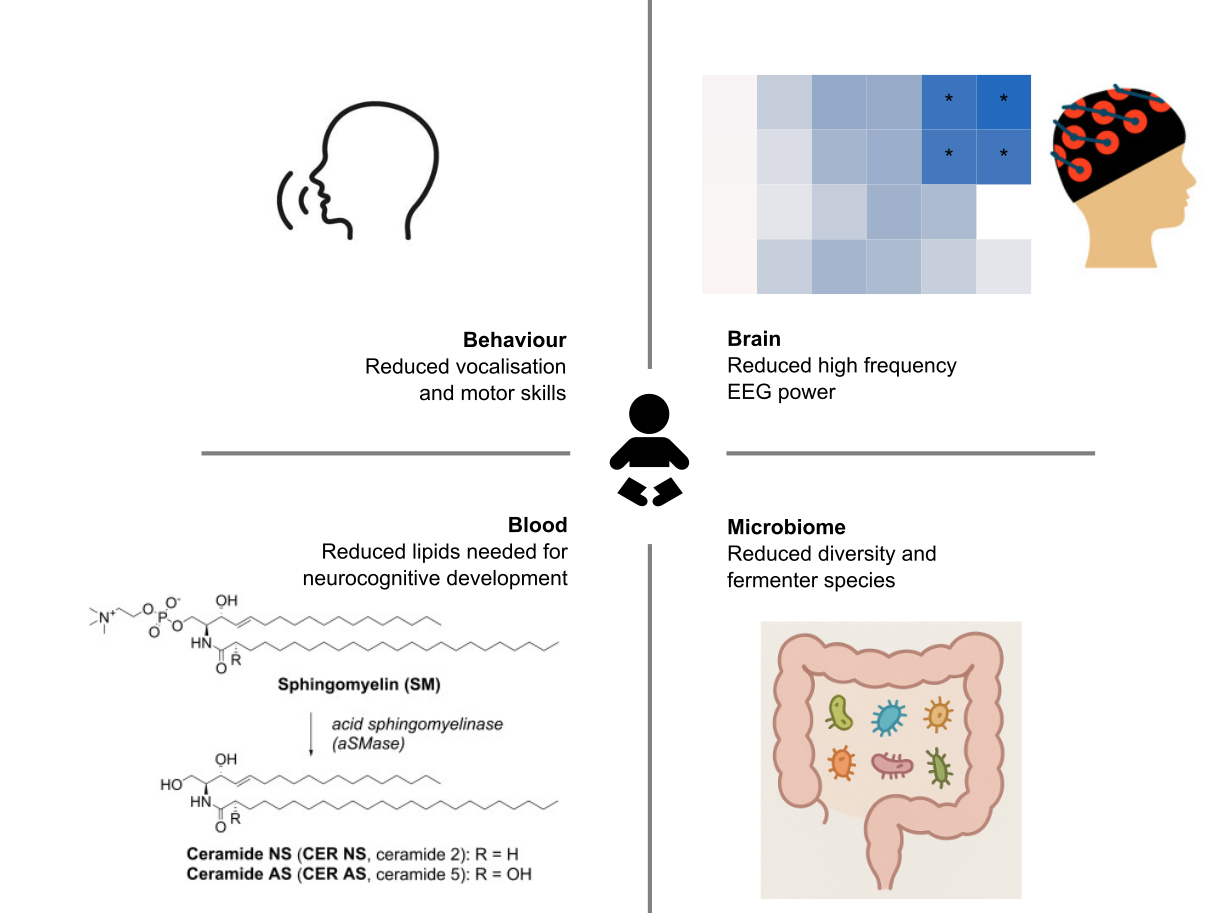 * *
* *
Behaviour
Reduced vocalisation
and motor skills
Brain
Reduced high frequency
EEG power
Blood
Reduced lipids needed for
neurocognitive development
Microbiome
Reduced diversity and
fermenter species
N+ O P O- O O OH
HN
O R
Sphingomyelin (SM)
acid sphingomyelinase
(aSMase)
OH
HO
HN
O R
Ceramide NS (CER NS, ceramide 2): R = H
Ceramide AS (CER AS, ceramide 5): R = OH